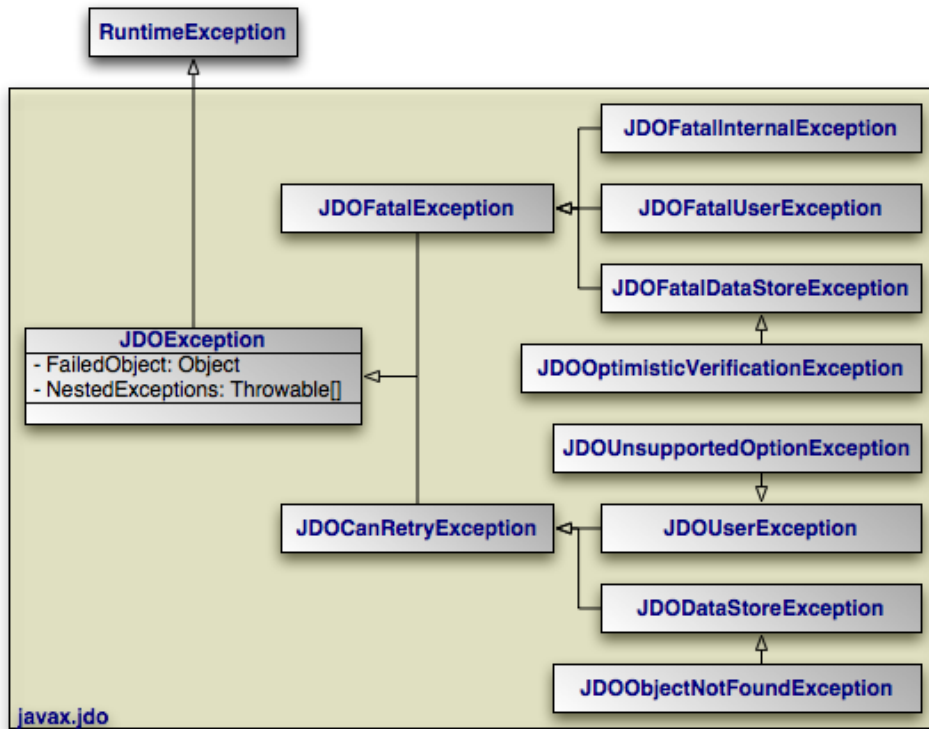 RuntimeException
JDOFatalInternalException
JDOFatalException
JDOFatalUserException
JDOFatalDataStoreException
JDOException
- FailedObject: Object
- NestedExceptions: Throwable[]
JDOOptimisticVerificationException
JDOUnsupportedOptionException
JDOCanRetryException
JDOUserException
JDODataStoreException
JDOObjectNotFoundException
javax.jdo